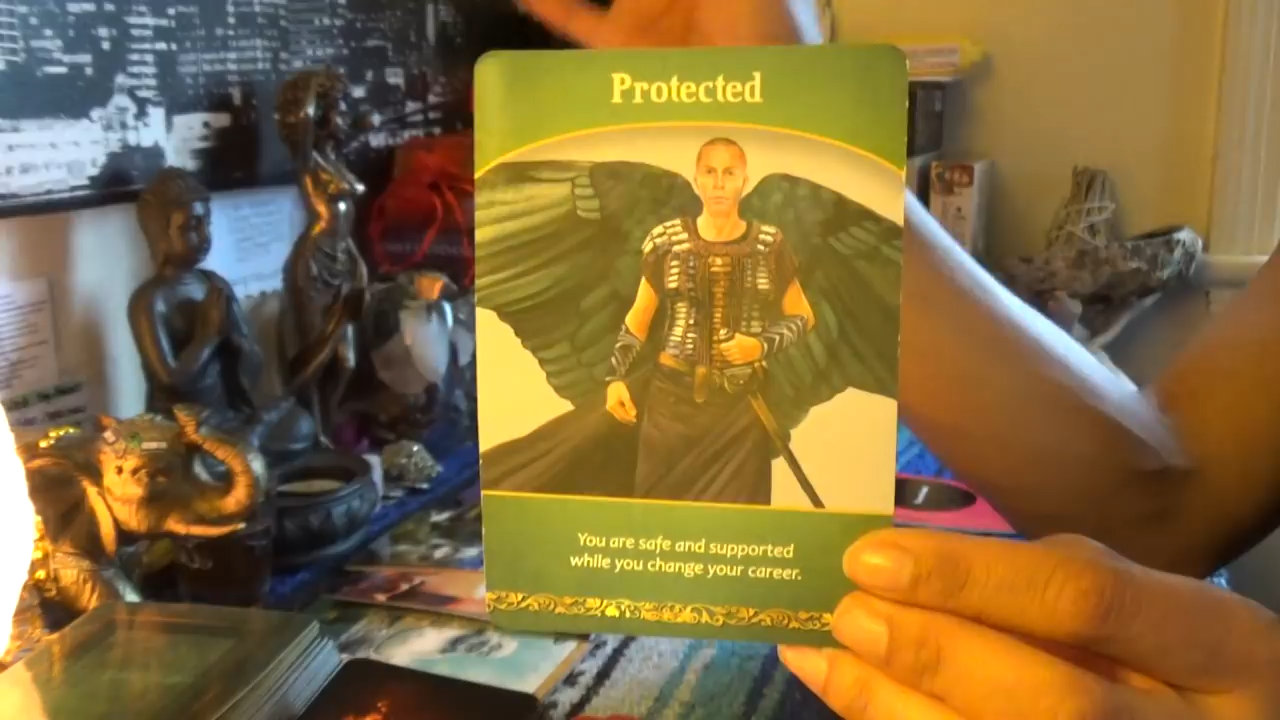 Protected
You are safe and supported
while you change your career.
J